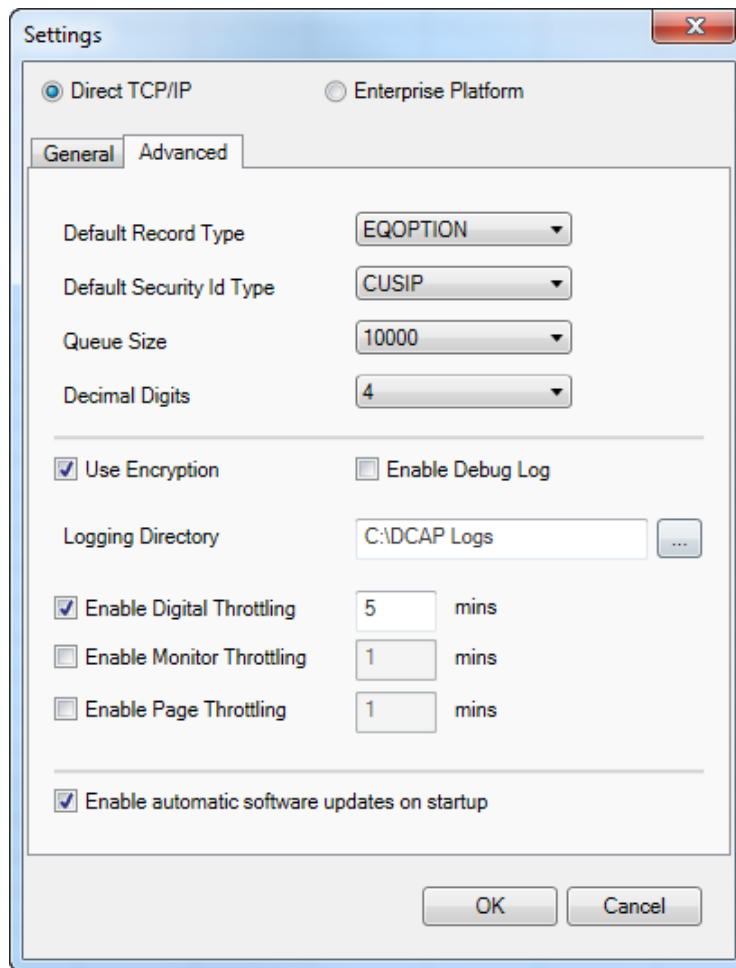 Settings
Direct TCP/IP Enterprise Platform
General Advanced
Default Record Type EQOPTION
Default Security Id Type CUSIP
Queue Size 10000
Decimal Digits 4
Use Encryption Enable Debug Log
Logging Directory C:\DCAP Logs ...
Enable Digital Throttling 5 mins
Enable Monitor Throttling 1 mins
Enable Page Throttling 1 mins
Enable automatic software updates on startup
OK Cancel